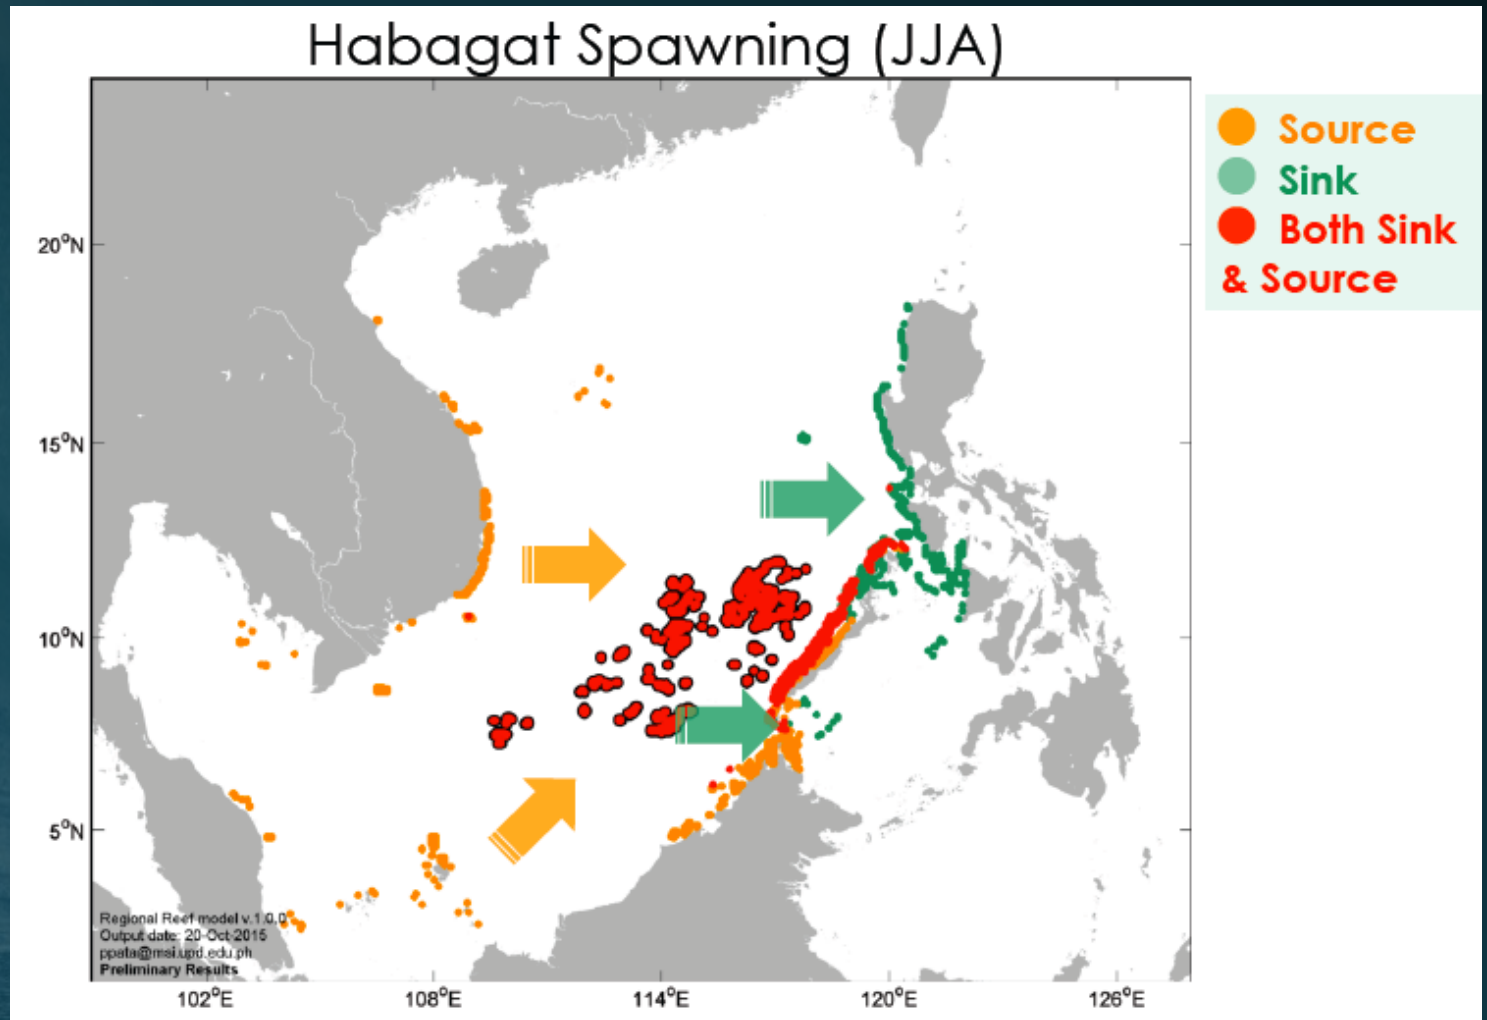 Habagat Spawning (JJA)
Source
Sink
Both Sink
& Source
20°N
15°N
10°N
5°N
Regional Reef model v.1.0.0
Output date: 20-Oct-2015
ppata@msi.upd.edu.ph
Preliminary Results
102°E
108°E
114°E
120°E
126°E